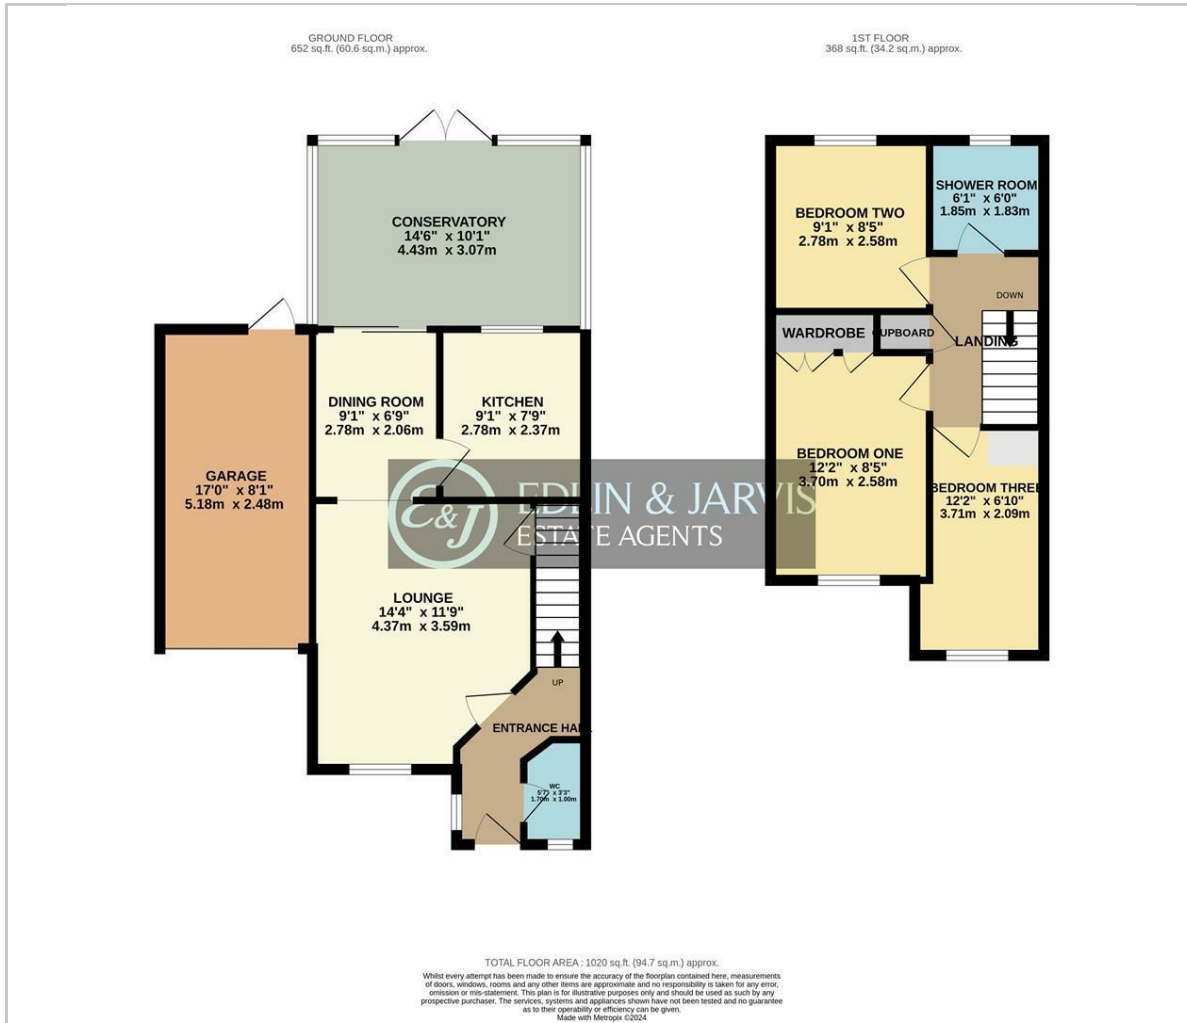 GROUND FLOOR
652 sq.ft. (60.6 sq.m.) approx.
CONSERVATORY
14'6" x 10'1"
4.43m x 3.07m
DINING ROOM
9'1" x 6'9"
2.78m x 2.06m
KITCHEN
9'1" x 7'9"
2.78m x 2.37m
GARAGE
17'0" x 8'1"
5.18m x 2.48m
LOUNGE
14'4" x 11'9"
4.37m x 3.59m
UP
ENTRANCE HALL
WC
5'7" x 3'3"
1.70m x 1.00m
1ST FLOOR
368 sq.ft. (34.2 sq.m.) approx.
BEDROOM TWO
9'1" x 8'5"
2.78m x 2.58m
SHOWER ROOM
6'1" x 6'0"
1.85m x 1.83m
DOWN
WARDROBE
CUPBOARD
LANDING
BEDROOM ONE
12'2" x 8'5"
3.70m x 2.58m
BEDROOM THREE
12'2" x 6'10"
3.71m x 2.09m
E&J
EDLIN & JARVIS
ESTATE AGENTS
TOTAL FLOOR AREA : 1020 sq.ft. (94.7 sq.m.) approx.
Whilst every attempt has been made to ensure the accuracy of the floorplan contained here, measurements
of doors, windows, rooms and any other items are approximate and no responsibility is taken for any error,
omission or mis-statement. This plan is for illustrative purposes only and should be used as such by any
prospective purchaser. The services, systems and appliances shown have not been tested and no guarantee
as to their operability or efficiency can be given.
Made with Metropix ©2024